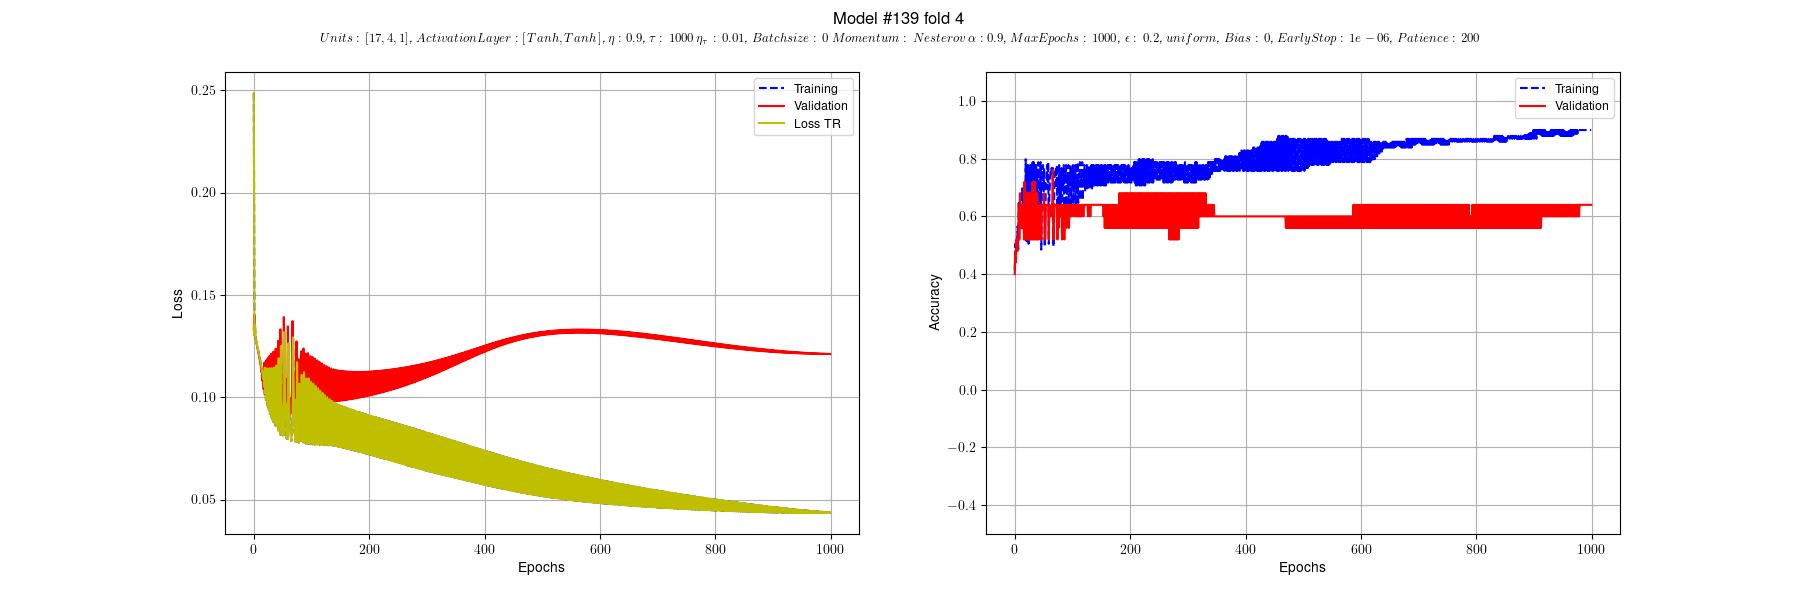 Model #139 fold 4
Units : [17, 4, 1], ActivationLayer : [Tanh, Tanh], η : 0.9, τ : 1000 η_τ : 0.01, Batchsize : 0 Momentum : Nesterov α : 0.9, MaxEpochs : 1000, ϵ : 0.2, uniform, Bias : 0, EarlyStop : 1e − 06, Patience : 200
Training
Validation
Loss TR
0.25
0.20
0.15
0.10
0.05
Loss
0 200 400 600 800 1000
Epochs
Training
Validation
1.0
0.8
0.6
0.4
0.2
0.0
−0.2
−0.4
Accuracy
0 200 400 600 800 1000
Epochs